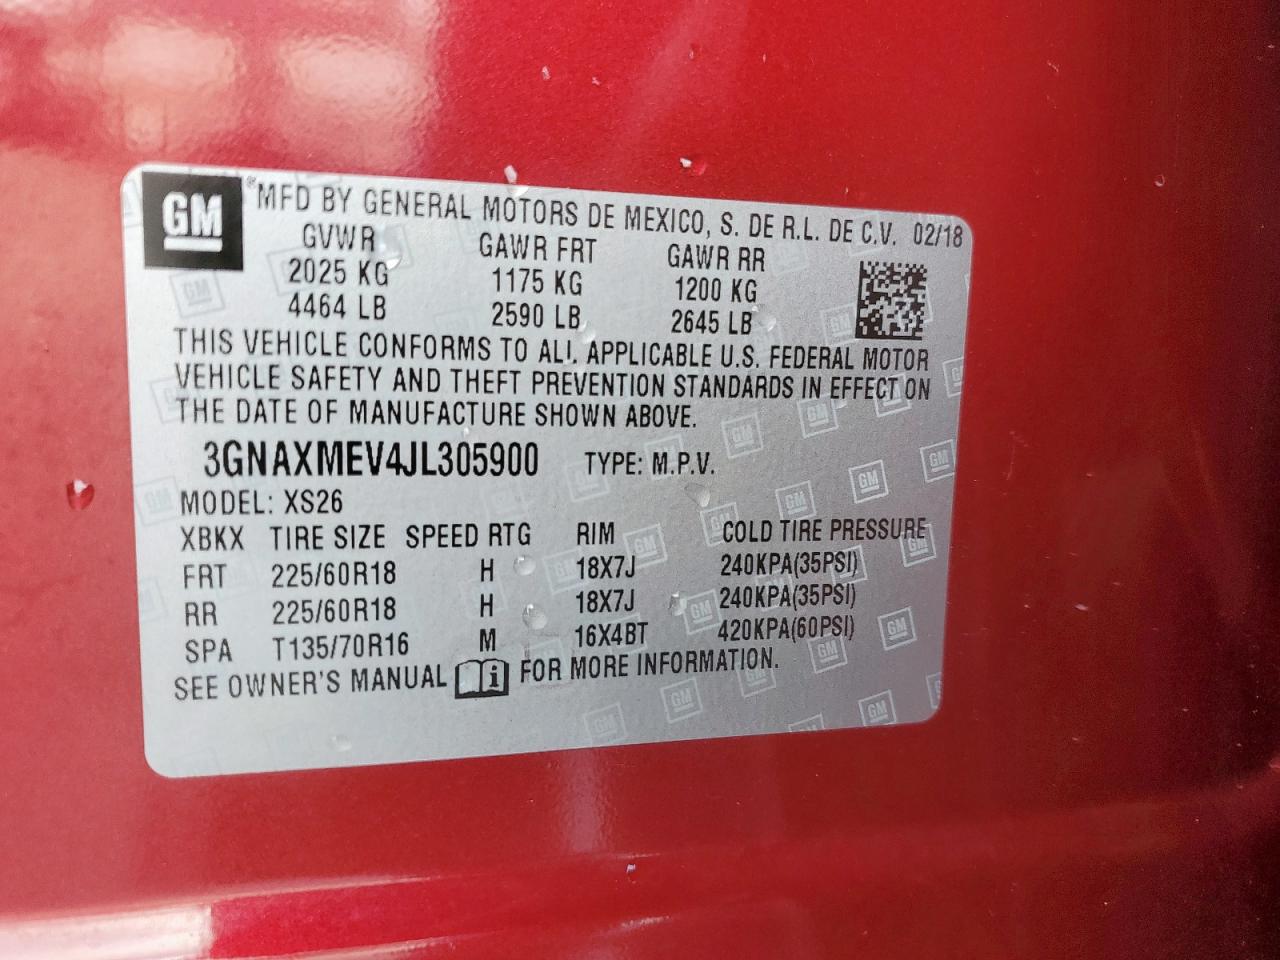 GM ® MFD BY GENERAL MOTORS DE MEXICO, S. DE R.L. DE C.V. 02/18
GVWR GAWR FRT GAWR RR
2025 KG 1175 KG 1200 KG
4464 LB 2590 LB 2645 LB
THIS VEHICLE CONFORMS TO ALL APPLICABLE U.S. FEDERAL MOTOR
VEHICLE SAFETY AND THEFT PREVENTION STANDARDS IN EFFECT ON
THE DATE OF MANUFACTURE SHOWN ABOVE.
3GNAXMEV4JL305900 TYPE: M.P.V.
MODEL: XS26
XBKX TIRE SIZE SPEED RTG RIM COLD TIRE PRESSURE
FRT 225/60R18 H 18X7J 240KPA(35PSI)
RR 225/60R18 H 18X7J 240KPA(35PSI)
SPA T135/70R16 M 16X4BT 420KPA(60PSI)
SEE OWNER'S MANUAL i FOR MORE INFORMATION.